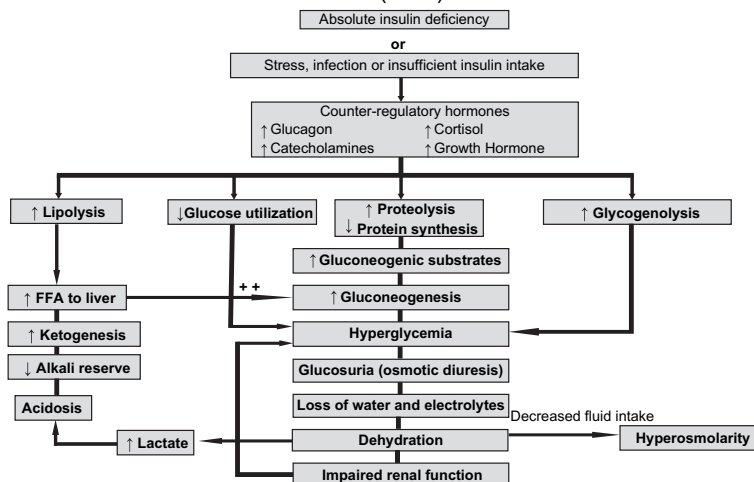 Absolute insulin deficiency
or
Stress, infection or insufficient insulin intake
Counter-regulatory hormones
↑ Glucagon ↑ Cortisol
↑ Catecholamines ↑ Growth Hormone
↑ Lipolysis
↓ Glucose utilization
↑ Proteolysis
↓ Protein synthesis
↑ Glycogenolysis
↑ Gluconeogenic substrates
↑ FFA to liver
+ +
↑ Gluconeogenesis
↑ Ketogenesis
Hyperglycemia
↓ Alkali reserve
Glucosuria (osmotic diuresis)
Acidosis
Loss of water and electrolytes
Decreased fluid intake
↑ Lactate
Dehydration
Hyperosmolarity
Impaired renal function